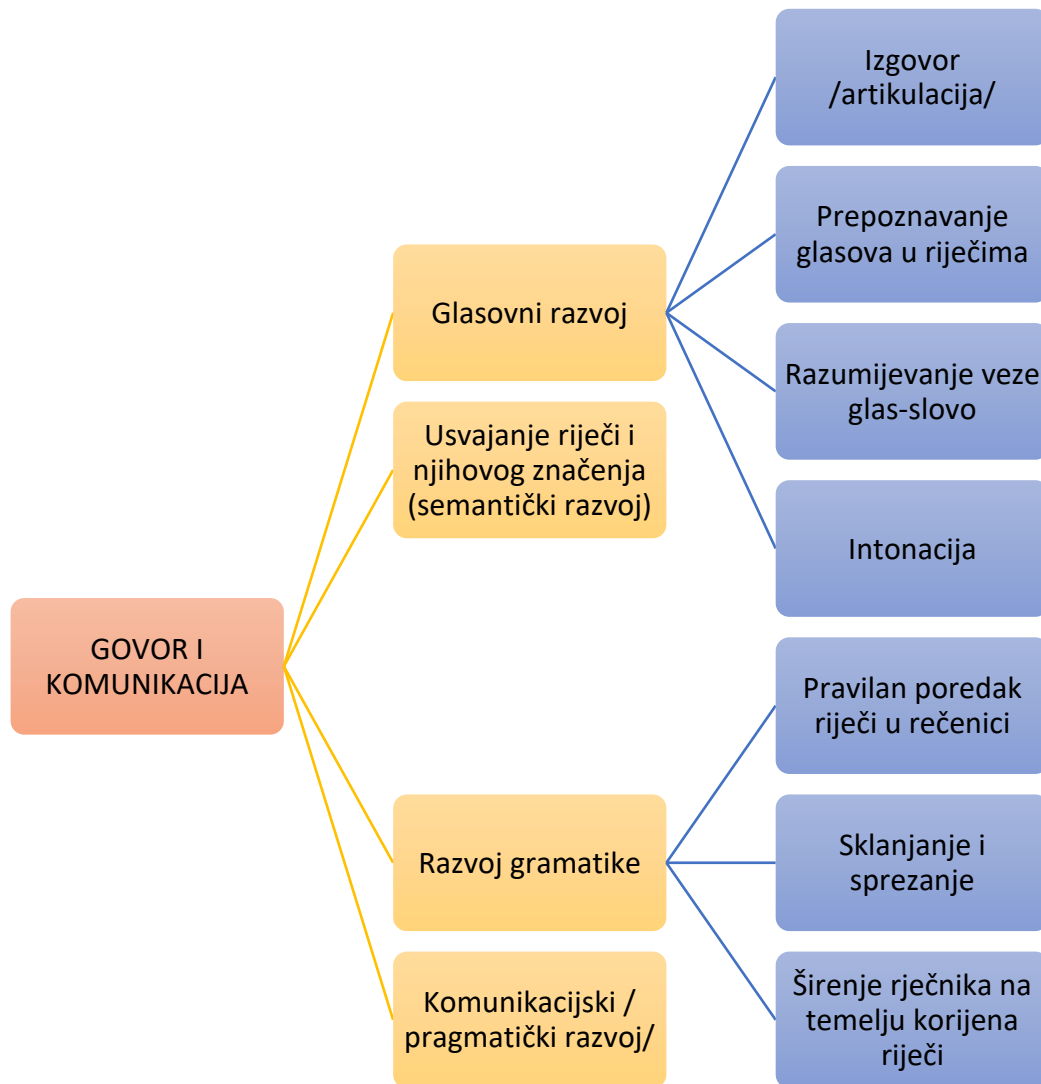 GOVOR I
KOMUNIKACIJA
Glasovni razvoj
Izgovor
/artikulacija/
Prepoznavanje
glasova u riječima
Razumijevanje veze
glas-slovo
Intonacija
Usvajanje riječi i
njihovog značenja
(semantički razvoj)
Razvoj gramatike
Pravilan poredak
riječi u rečenici
Sklanjanje i
sprezanje
Širenje rječnika na
temelju korijena
riječi
Komunikacijski /
pragmatički razvoj/